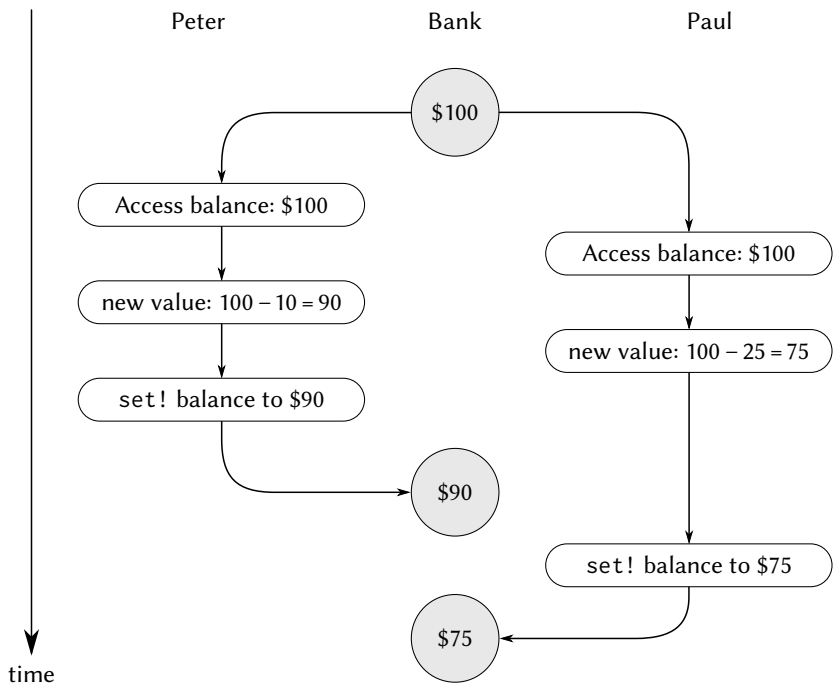 Peter
Bank
Paul
$100
Access balance: $100
Access balance: $100
new value: 100 – 10 = 90
new value: 100 – 25 = 75
set! balance to $90
$90
set! balance to $75
$75
time